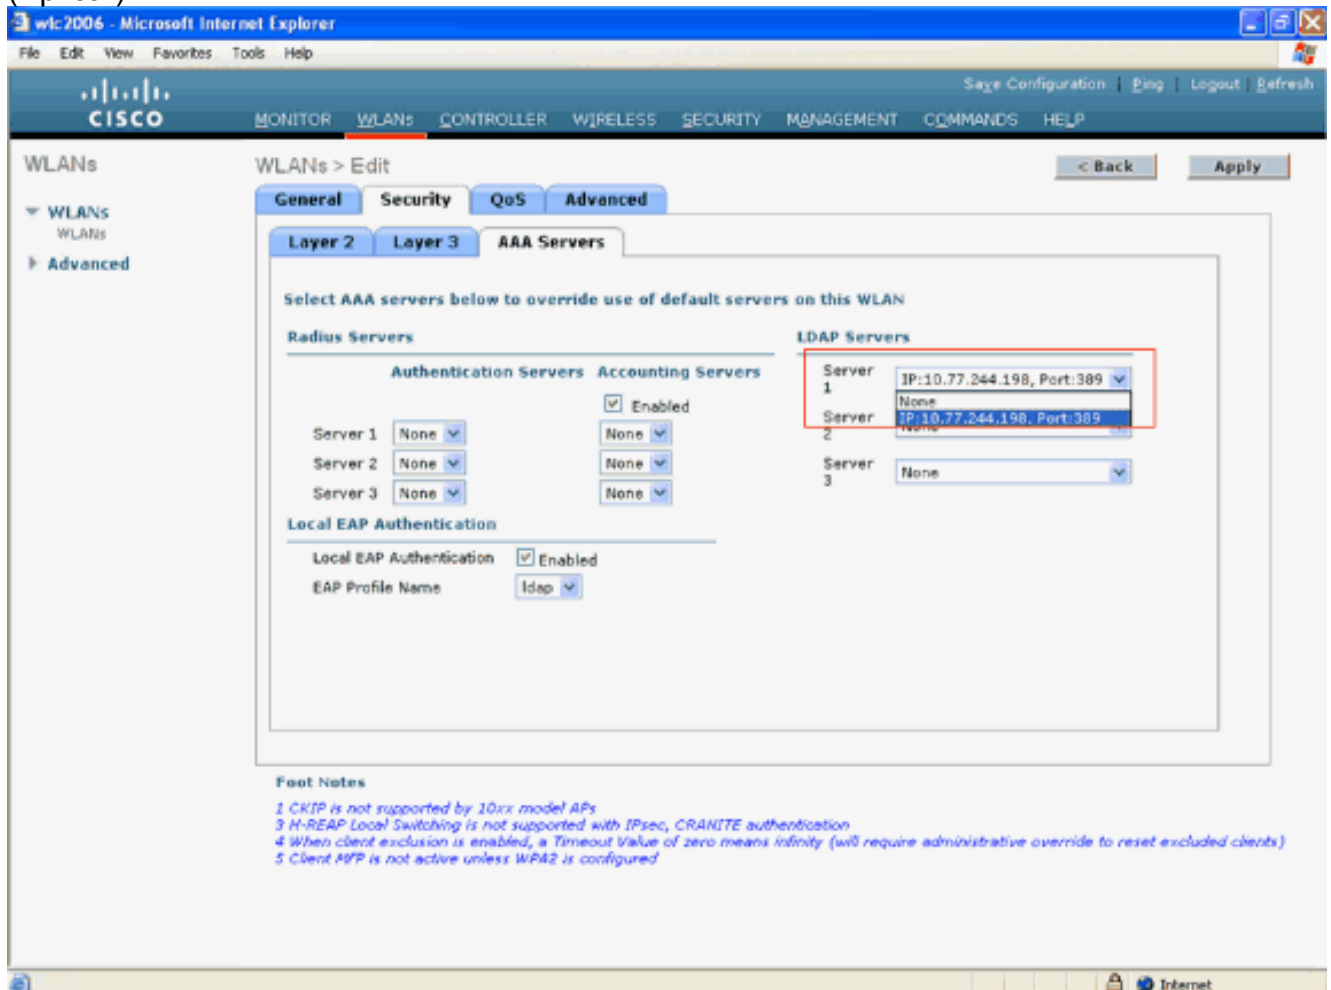 wlc2006 - Microsoft Internet Explorer
File Edit View Favorites Tools Help
Save Configuration | Ping | Logout | Refresh
CISCO
MONITOR WLANs CONTROLLER WIRELESS SECURITY MANAGEMENT COMMANDS HELP
WLANs
WLANs
WLANs
Advanced
WLANs > Edit
< Back Apply
General Security QoS Advanced
Layer 2 Layer 3 AAA Servers
Select AAA servers below to override use of default servers on this WLAN
Radius Servers
Authentication Servers Accounting Servers
Enabled
Server 1 None None
Server 2 None None
Server 3 None None
LDAP Servers
Server 1 IP:10.77.244.198, Port:389
None
IP:10.77.244.198, Port:389
Server 2 None
Server 3 None
Local EAP Authentication
Local EAP Authentication Enabled
EAP Profile Name ldap
Foot Notes
1 CKIP is not supported by 10xx model APs
3 H-REAP Local Switching is not supported with IPsec, CRANITE authentication
4 When client exclusion is enabled, a Timeout Value of zero means infinity (will require administrative override to reset excluded clients)
5 Client MFP is not active unless WPA2 is configured
Internet